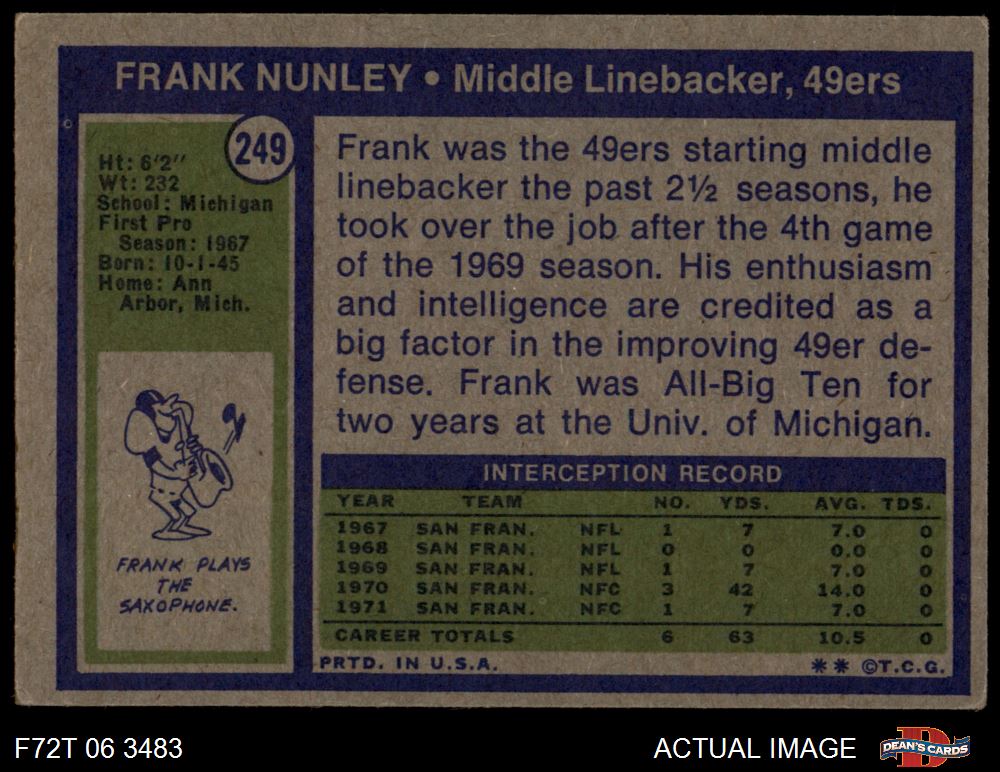 FRANK NUNLEY • Middle Linebacker, 49ers
249
Ht: 6'2"
Wt: 232
School: Michigan
First Pro
Season: 1967
Born: 10-1-45
Home: Ann
Arbor, Mich.
FRANK PLAYS
THE
SAXOPHONE.
Frank was the 49ers starting middle
linebacker the past 2½ seasons, he
took over the job after the 4th game
of the 1969 season. His enthusiasm
and intelligence are credited as a
big factor in the improving 49er de-
fense. Frank was All-Big Ten for
two years at the Univ. of Michigan.
INTERCEPTION RECORD
YEAR TEAM NO. YDS. AVG. TDS.
1967 SAN FRAN. NFL 1 7 7.0 0
1968 SAN FRAN. NFL 0 0 0.0 0
1969 SAN FRAN. NFL 1 7 7.0 0
1970 SAN FRAN. NFC 3 42 14.0 0
1971 SAN FRAN. NFC 1 7 7.0 0
CAREER TOTALS 6 63 10.5 0
PRTD. IN U.S.A. ** ©T.C.G.
F72T 06 3483 ACTUAL IMAGE DEAN'S CARDS